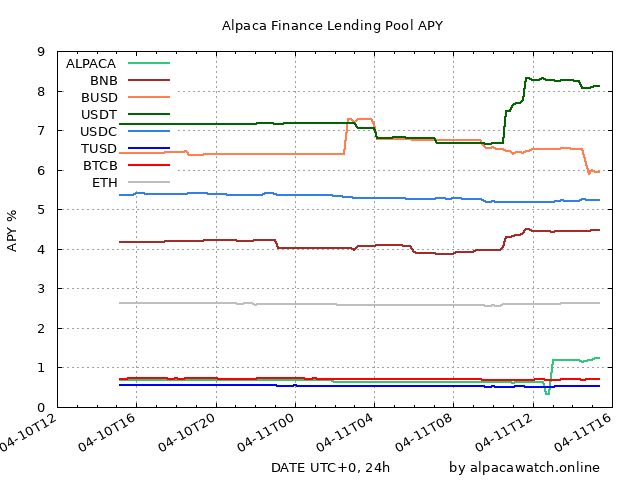 Alpaca Finance Lending Pool APY
9
8
7
6
5
4
3
2
1
0
APY %
ALPACA
BNB
BUSD
USDT
USDC
TUSD
BTCB
ETH
04-10T12
04-10T16
04-10T20
04-11T00
04-11T04
04-11T08
04-11T12
04-11T16
DATE UTC+0, 24h
by alpacawatch.online